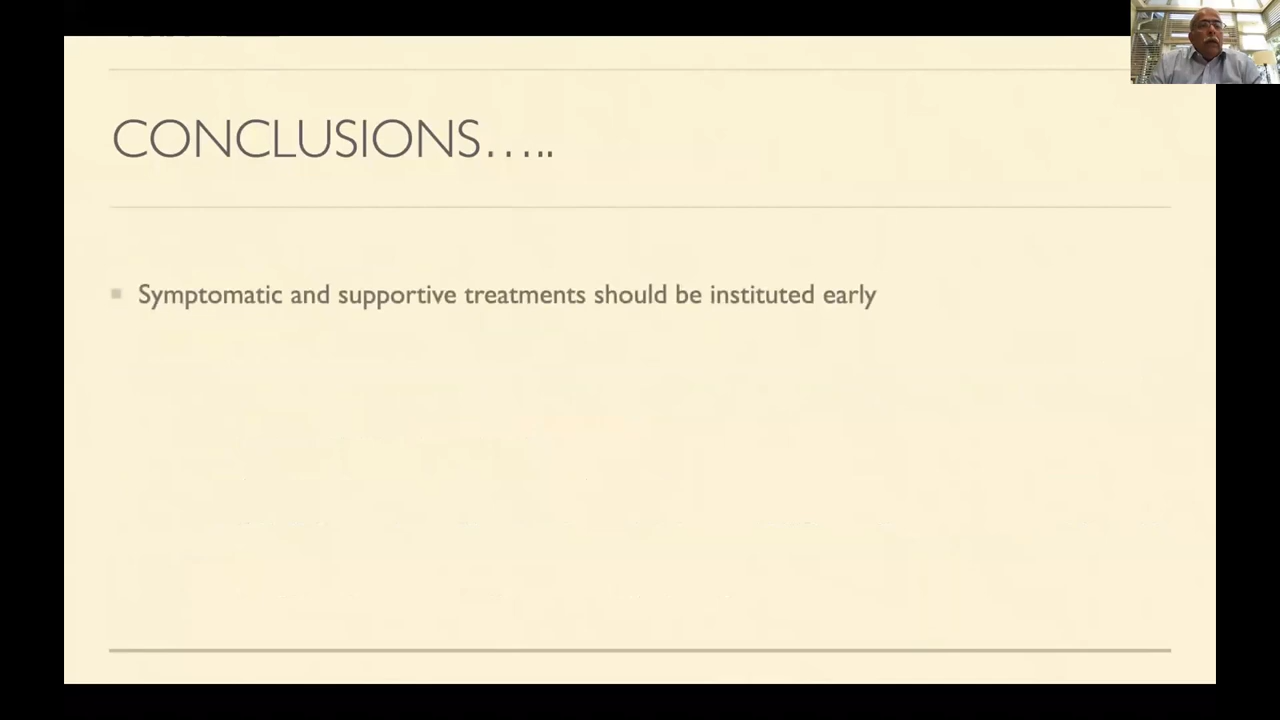 CONCLUSIONS…..
Symptomatic and supportive treatments should be instituted early